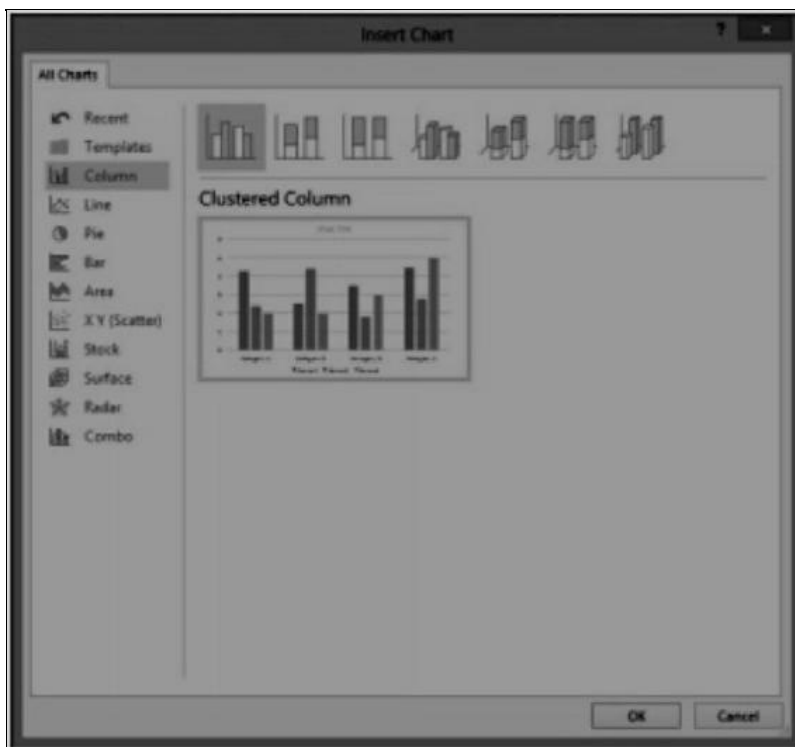 Insert Chart
?
All Charts
Recent
Templates
Column
Line
Pie
Bar
Area
X Y (Scatter)
Stock
Surface
Radar
Combo
Clustered Column
OK
Cancel